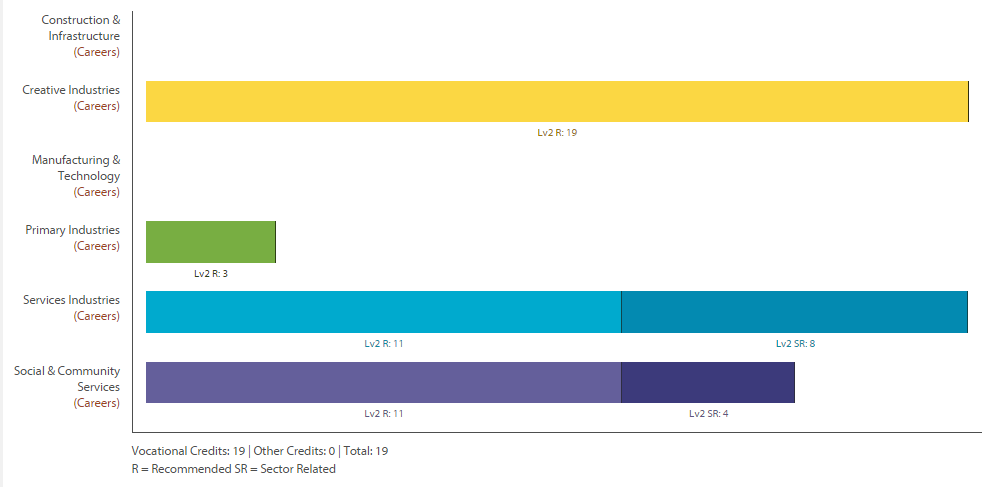 Construction &
Infrastructure
(Careers)
Creative Industries
(Careers)
Lv2 R: 19
Manufacturing &
Technology
(Careers)
Primary Industries
(Careers)
Lv2 R: 3
Services Industries
(Careers)
Lv2 R: 11 Lv2 SR: 8
Social & Community
Services
(Careers)
Lv2 R: 11 Lv2 SR: 4
Vocational Credits: 19 | Other Credits: 0 | Total: 19
R = Recommended SR = Sector Related